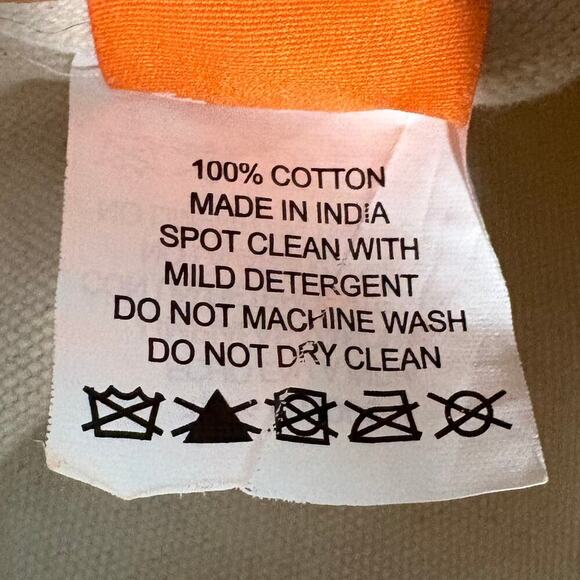 100% COTTON
MADE IN INDIA
SPOT CLEAN WITH
MILD DETERGENT
DO NOT MACHINE WASH
DO NOT DRY CLEAN